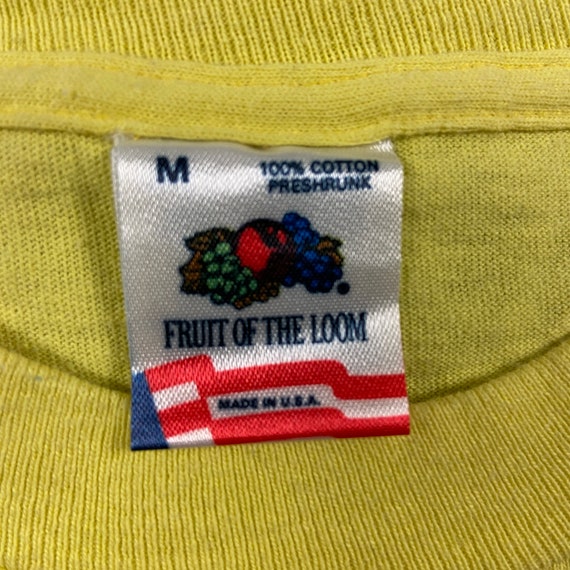 M 100% COTTON
PRESHRUNK
®
FRUIT OF THE LOOM
MADE IN U.S.A.